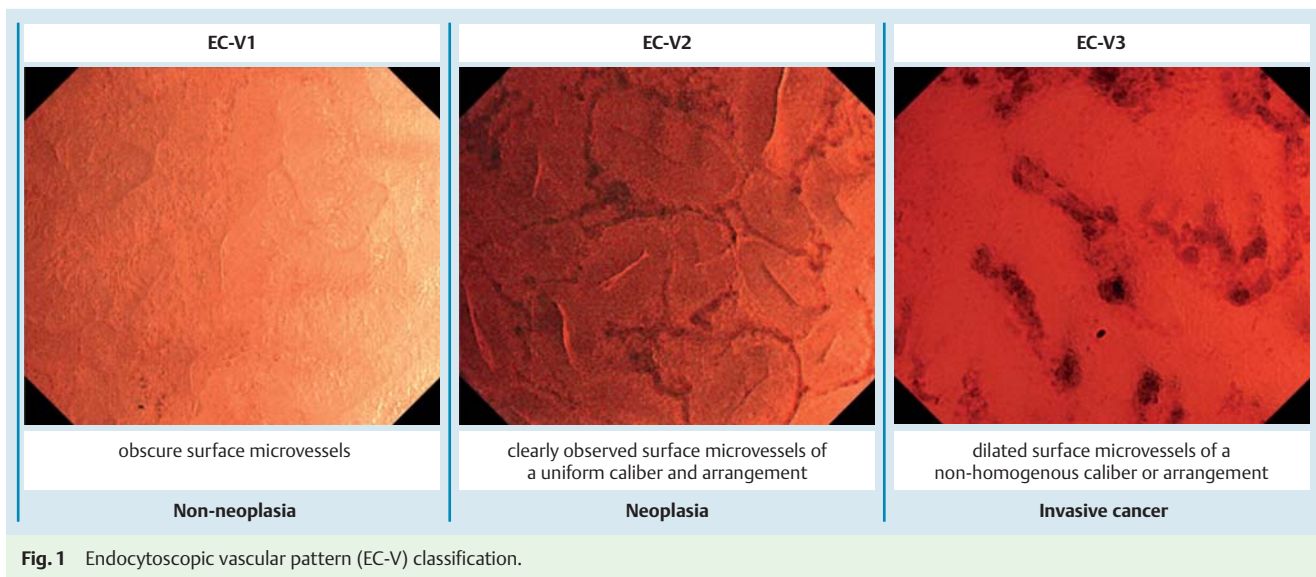 EC-V1
EC-V2
EC-V3
obscure surface microvessels
clearly observed surface microvessels of
a uniform caliber and arrangement
dilated surface microvessels of a
non-homogenous caliber or arrangement
Non-neoplasia
Neoplasia
Invasive cancer
Fig. 1 Endocytoscopic vascular pattern (EC-V) classification.